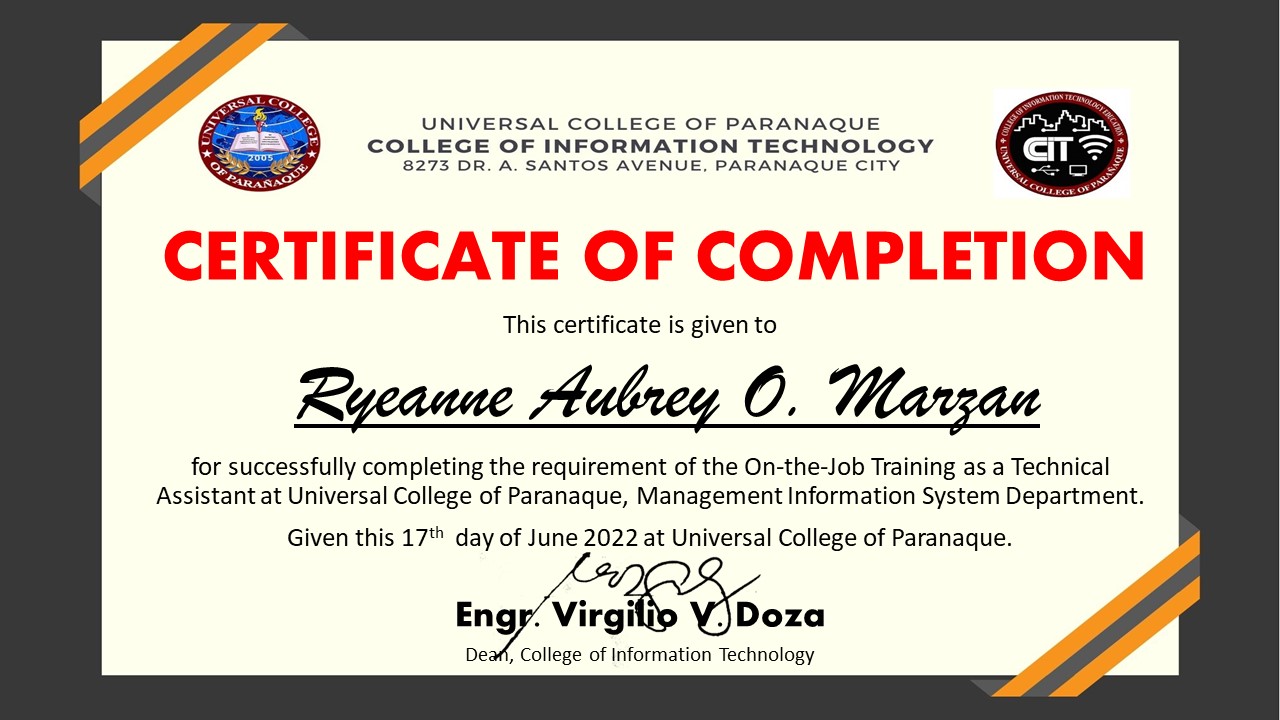 UNIVERSAL COLLEGE OF PARAÑAQUE
2005
UNIVERSAL COLLEGE OF PARANAQUE
COLLEGE OF INFORMATION TECHNOLOGY
8273 DR. A. SANTOS AVENUE, PARANAQUE CITY
COLLEGE OF INFORMATION TECHNOLOGY EDUCATION
CIT
UNIVERSAL COLLEGE OF PARAÑAQUE
CERTIFICATE OF COMPLETION
This certificate is given to
Ryeanne Aubrey O. Marzan
for successfully completing the requirement of the On-the-Job Training as a Technical
Assistant at Universal College of Paranaque, Management Information System Department.
Given this 17th day of June 2022 at Universal College of Paranaque.
Engr. Virgilio V. Doza
Dean, College of Information Technology